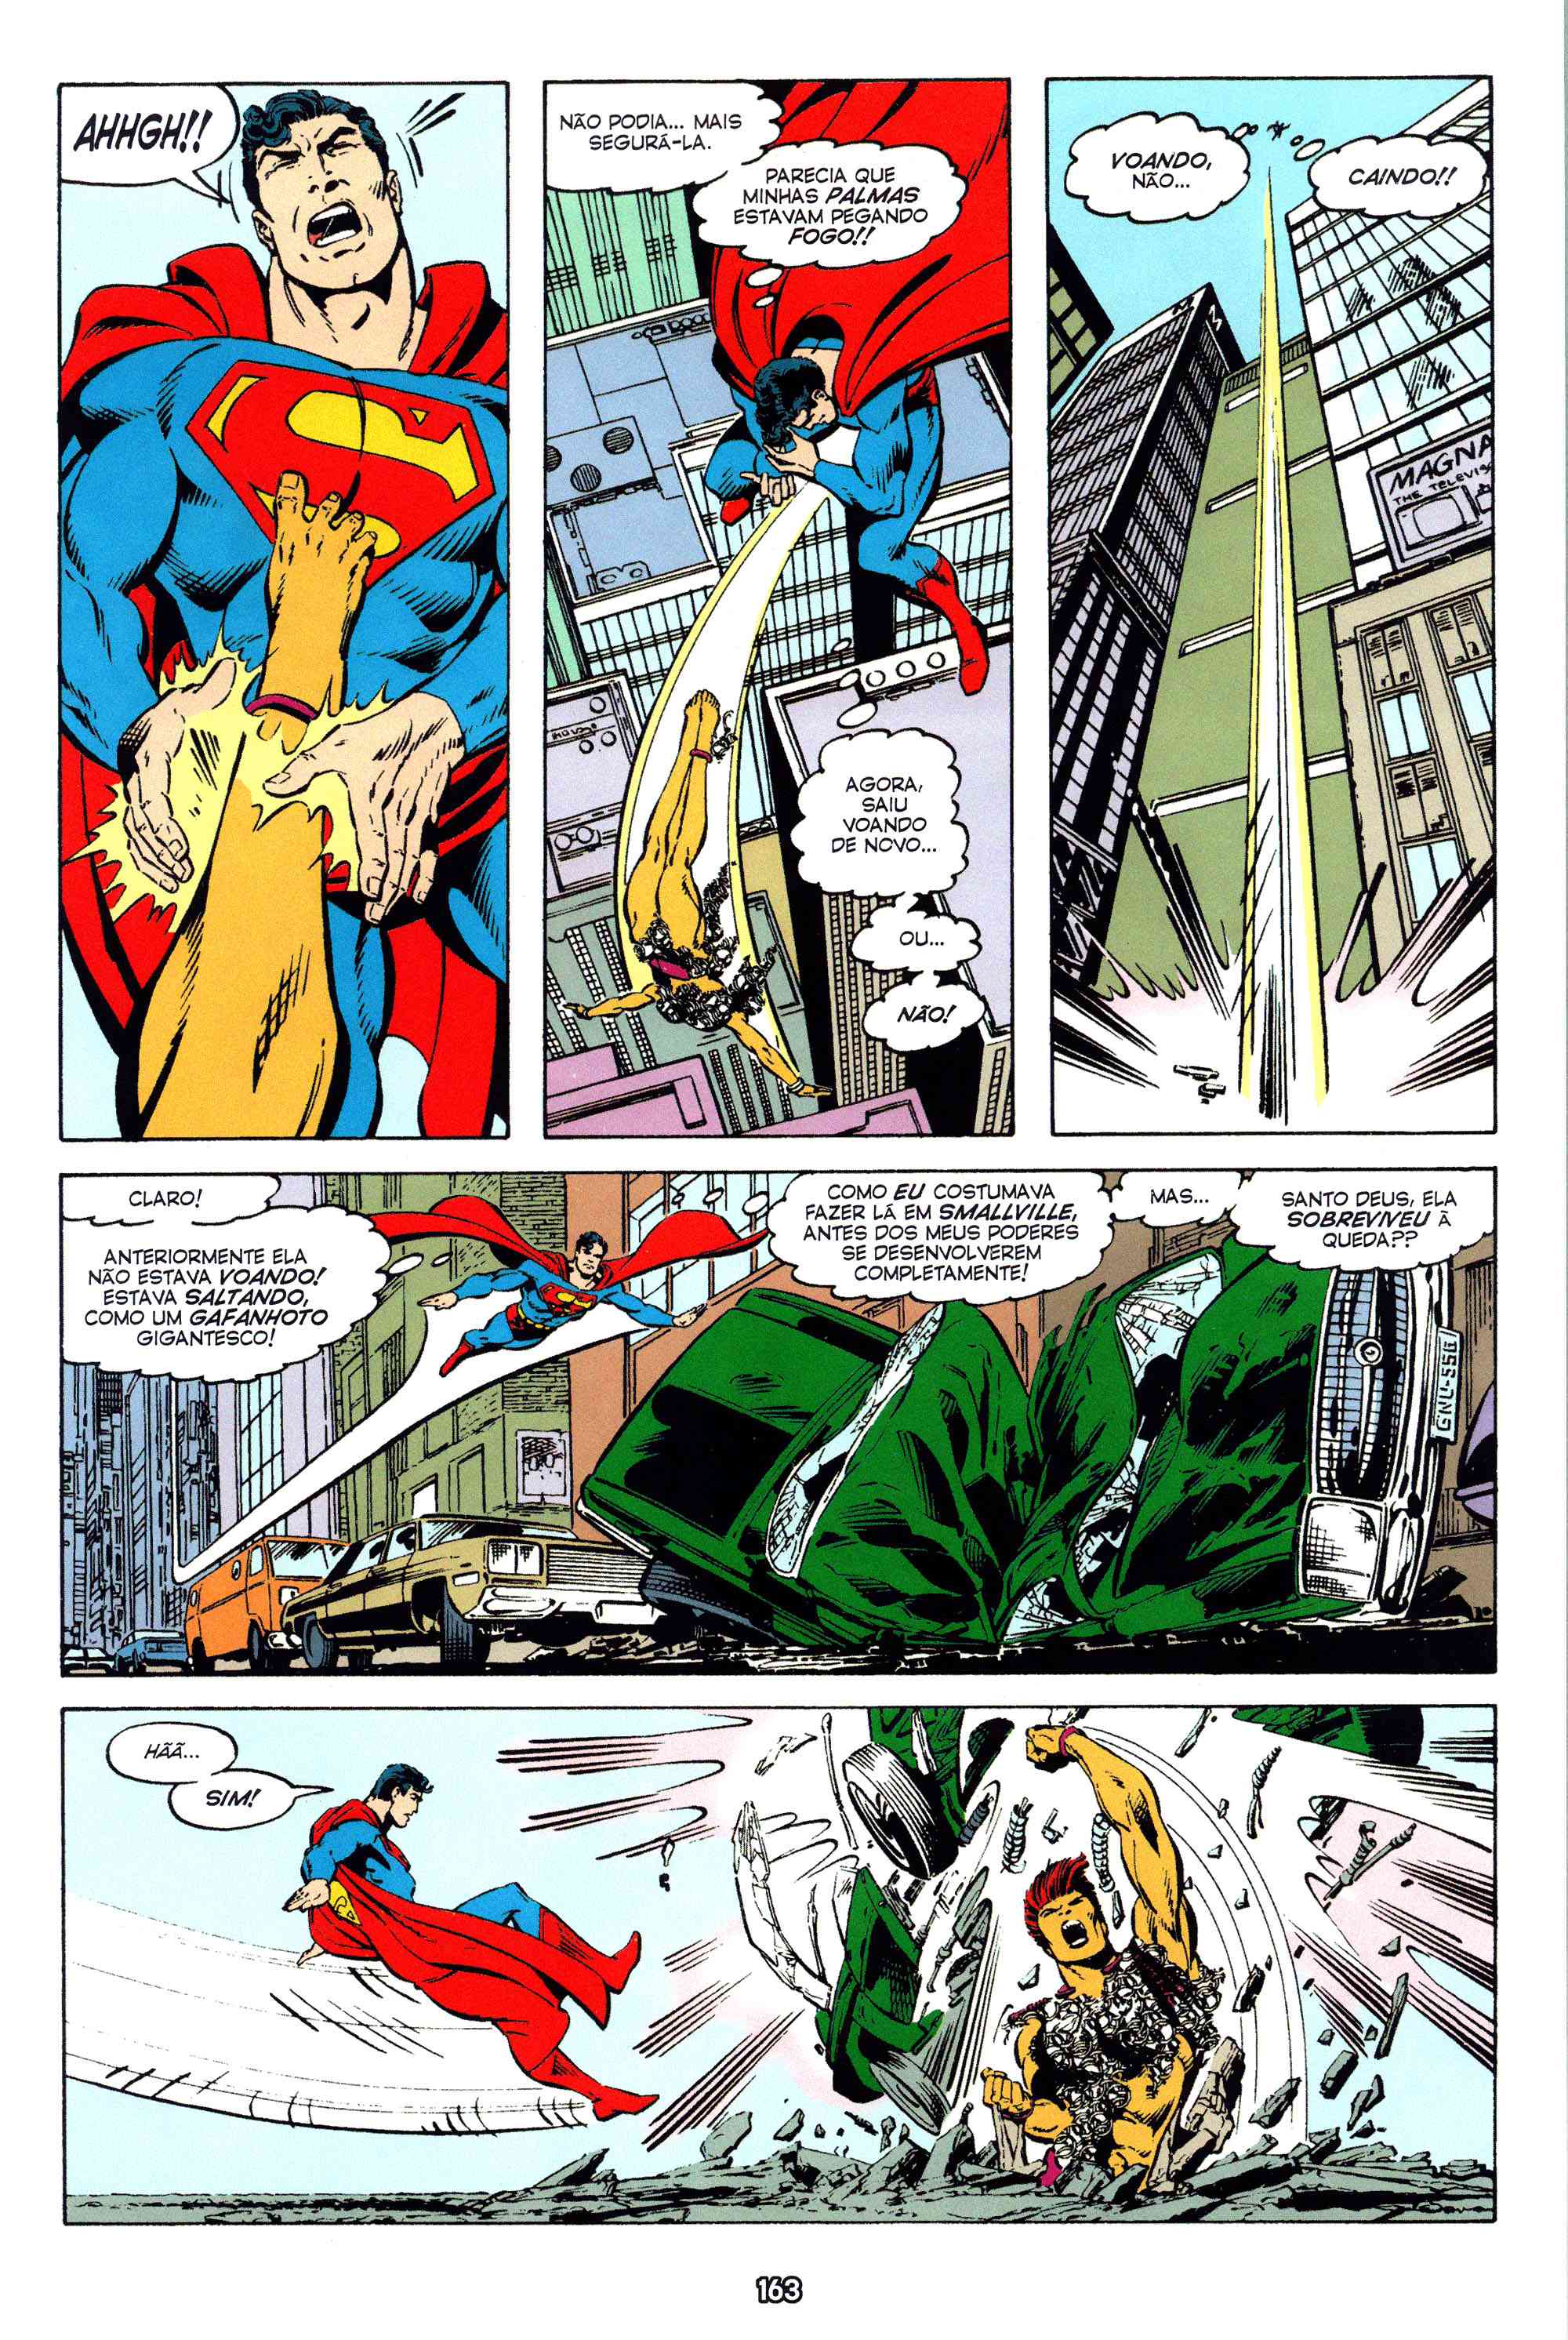 AHHGH!!
NÃO PODIA... MAIS
SEGURÁ-LA.
PARECIA QUE
MINHAS PALMAS
ESTAVAM PEGANDO
FOGO!!
AGORA,
SAIU
VOANDO
DE NOVO...
OU...
NÃO!
VOANDO,
NÃO...
CAINDO!!
M
MAGNA
THE TELEVIS
CLARO!
ANTERIORMENTE ELA
NÃO ESTAVA VOANDO!
ESTAVA SALTANDO,
COMO UM GAFANHOTO
GIGANTESCO!
COMO EU COSTUMAVA
FAZER LÁ EM SMALLVILLE,
ANTES DOS MEUS PODERES
SE DESENVOLVEREM
COMPLETAMENTE!
MAS...
SANTO DEUS, ELA
SOBREVIVEU À
QUEDA??
HÃÃ...
SIM!
163